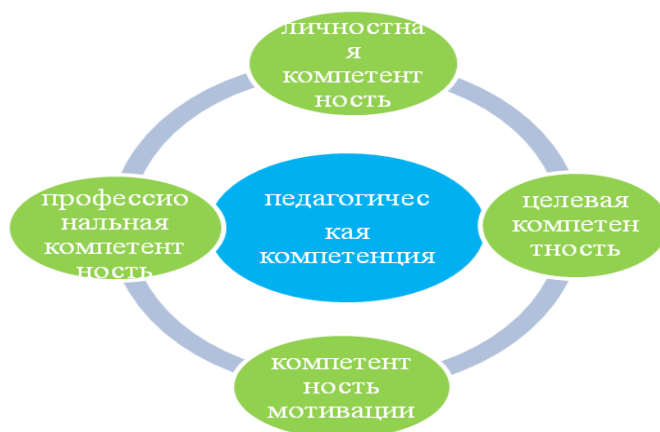 личностна
я
компетент
ность
профессио
нальная
компетент
ность
педагогичес
кая
компетенция
целевая
компетен
тность
компетент
ность
мотивации